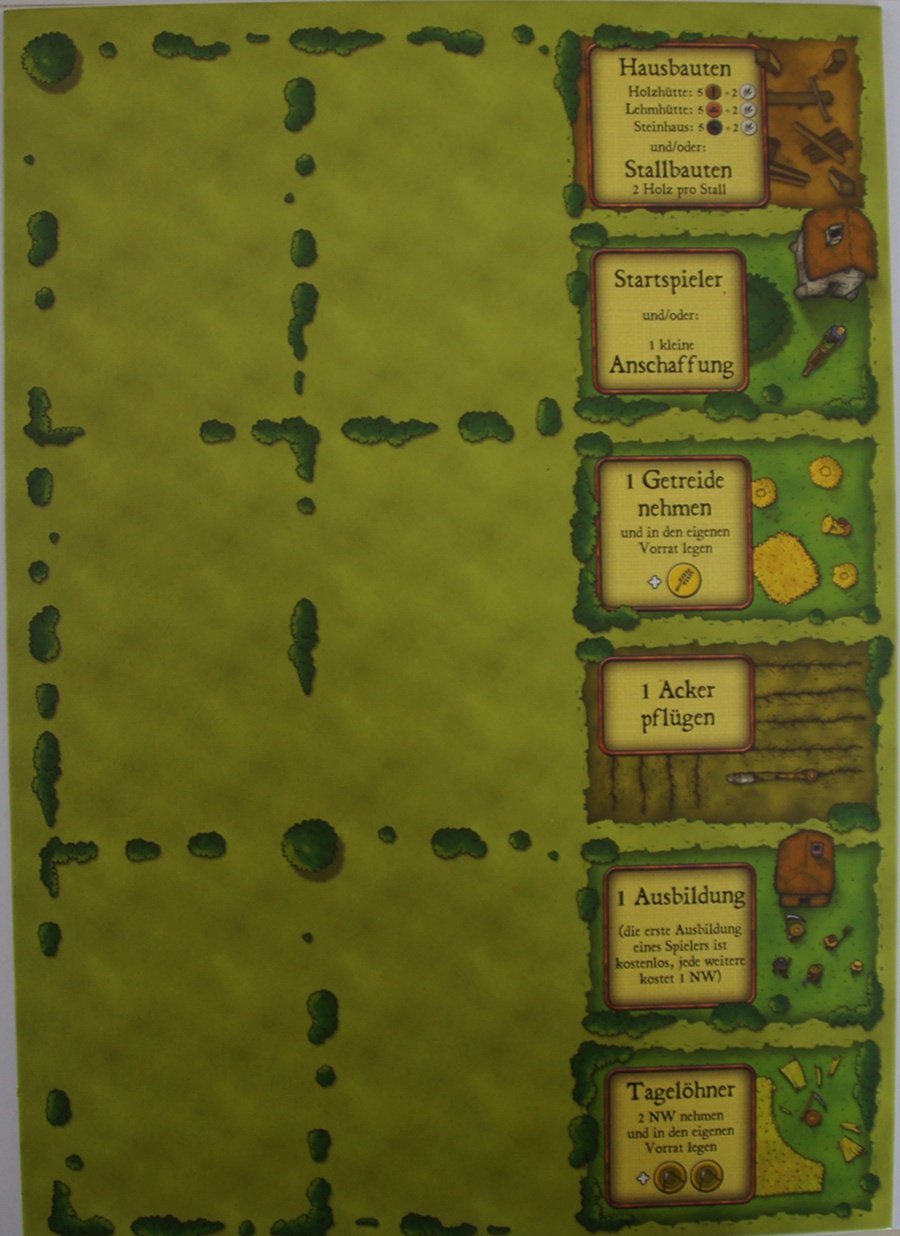 Hausbauten
Holzhütte: 5 + 2
Lehmhütte: 5 + 2
Steinhaus: 5 + 2
und/oder:
Stallbauten
2 Holz pro Stall
Startspieler
und/oder:
1 kleine
Anschaffung
1 Getreide
nehmen
und in den eigenen
Vorrat legen
+
1 Acker
pflügen
1 Ausbildung
(die erste Ausbildung
eines Spielers ist
kostenlos, jede weitere
kostet 1 NW)
Tagelöhner
2 NW nehmen
und in den eigenen
Vorrat legen
+